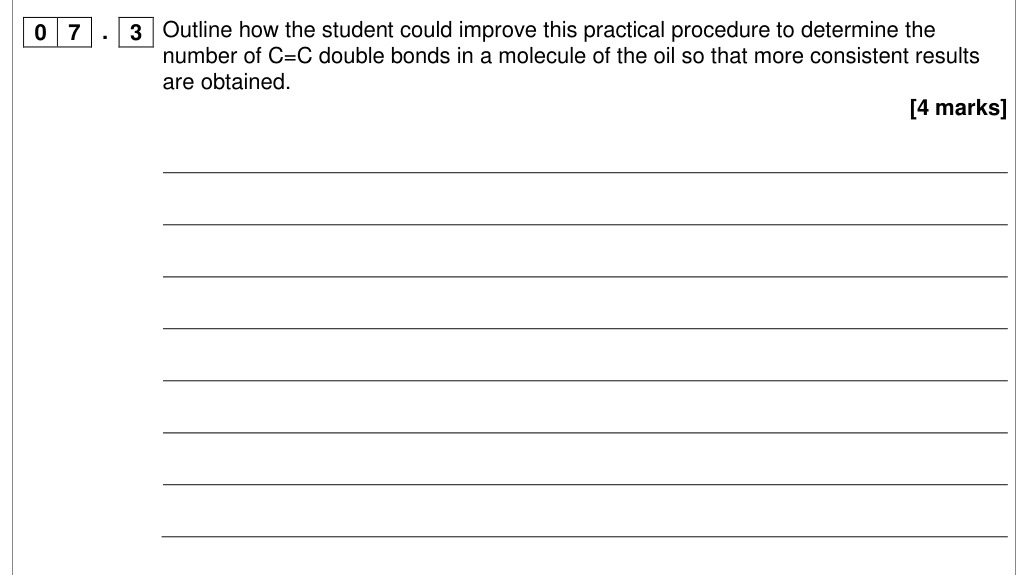 0 7 . 3 Outline how the student could improve this practical procedure to determine the
number of C=C double bonds in a molecule of the oil so that more consistent results
are obtained.
[4 marks]